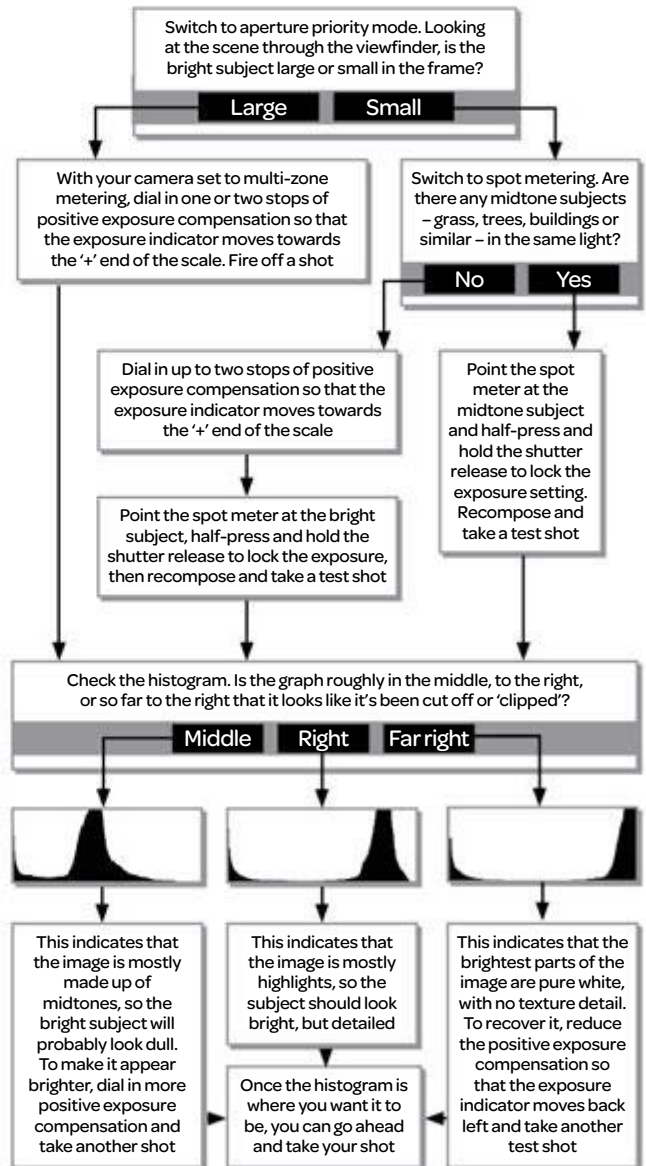 Switch to aperture priority mode. Looking
at the scene through the viewfinder, is the
bright subject large or small in the frame?
Large
Small
With your camera set to multi-zone
metering, dial in one or two stops of
positive exposure compensation so that
the exposure indicator moves towards
the ‘+’ end of the scale. Fire off a shot
Switch to spot metering. Are
there any midtone subjects
– grass, trees, buildings or
similar – in the same light?
No
Yes
Dial in up to two stops of positive
exposure compensation so that the
exposure indicator moves towards
the ‘+’ end of the scale
Point the spot meter at the bright
subject, half-press and hold the
shutter release to lock the exposure,
then recompose and take a test shot
Point the spot
meter at the
midtone subject
and half-press and
hold the shutter
release to lock the
exposure setting.
Recompose and
take a test shot
Check the histogram. Is the graph roughly in the middle, to the right,
or so far to the right that it looks like it’s been cut off or ‘clipped’?
Middle
Right
Far right
This indicates that
the image is mostly
made up of
midtones, so the
bright subject will
probably look dull.
To make it appear
brighter, dial in more
positive exposure
compensation and
take another shot
This indicates that
the image is mostly
highlights, so the
subject should look
bright, but detailed
Once the histogram is
where you want it to
be, you can go ahead
and take your shot
This indicates that the
brightest parts of the
image are pure white,
with no texture detail.
To recover it, reduce
the positive exposure
compensation so
that the exposure
indicator moves back
left and take another
test shot